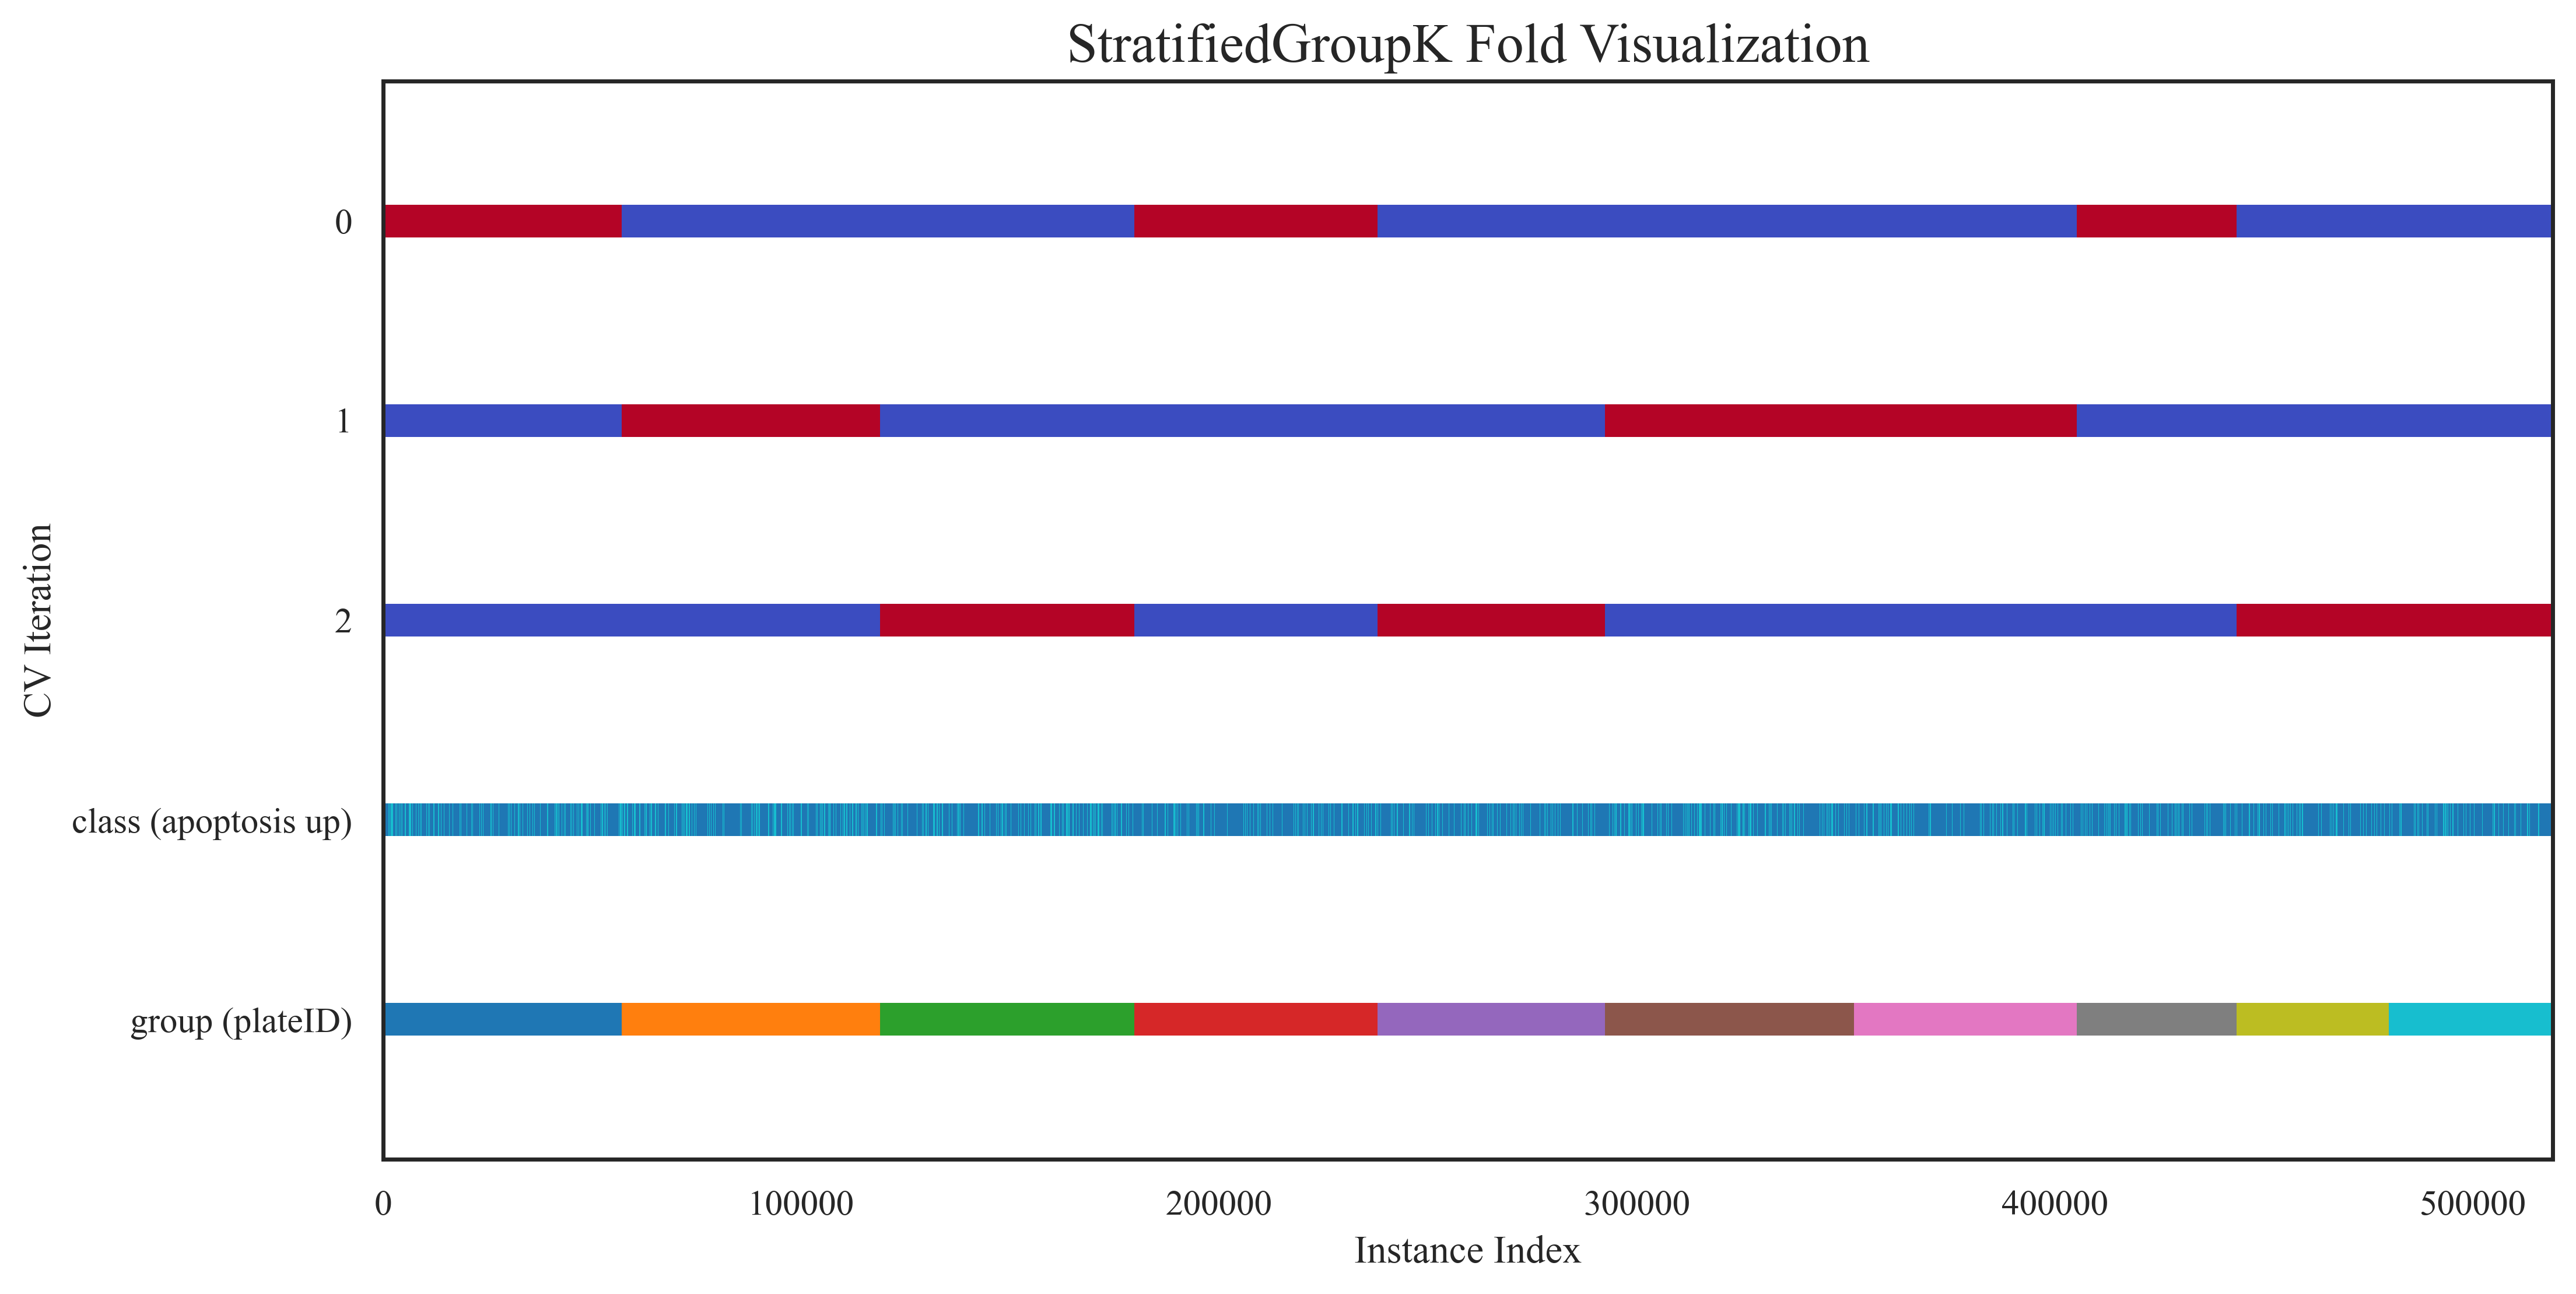 StratifiedGroupK Fold Visualization
0
1
2
class (apoptosis up)
group (plateID)
CV Iteration
0 100000 200000 300000 400000 500000
Instance Index